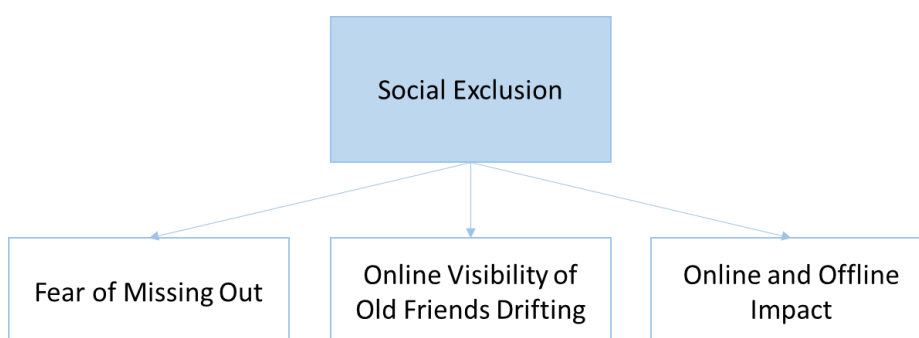 Social Exclusion
Fear of Missing Out
Online Visibility of
Old Friends Drifting
Online and Offline
Impact